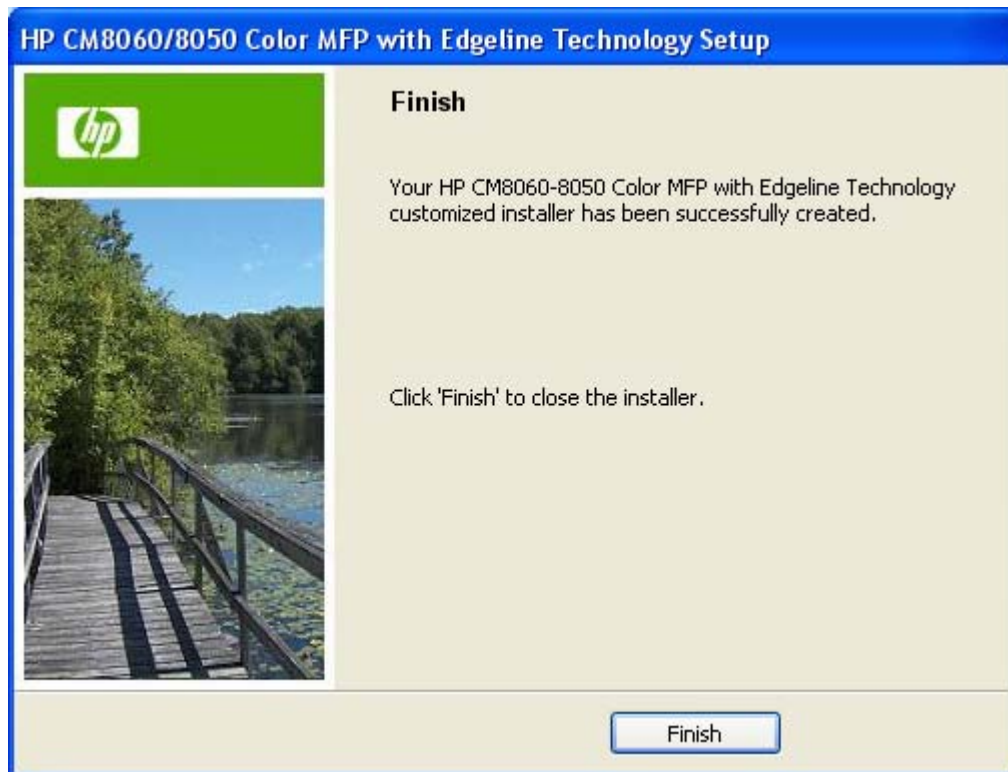 HP CM8060/8050 Color MFP with Edgeline Technology Setup
hp
Finish
Your HP CM8060-8050 Color MFP with Edgeline Technology
customized installer has been successfully created.
Click 'Finish' to close the installer.
Finish